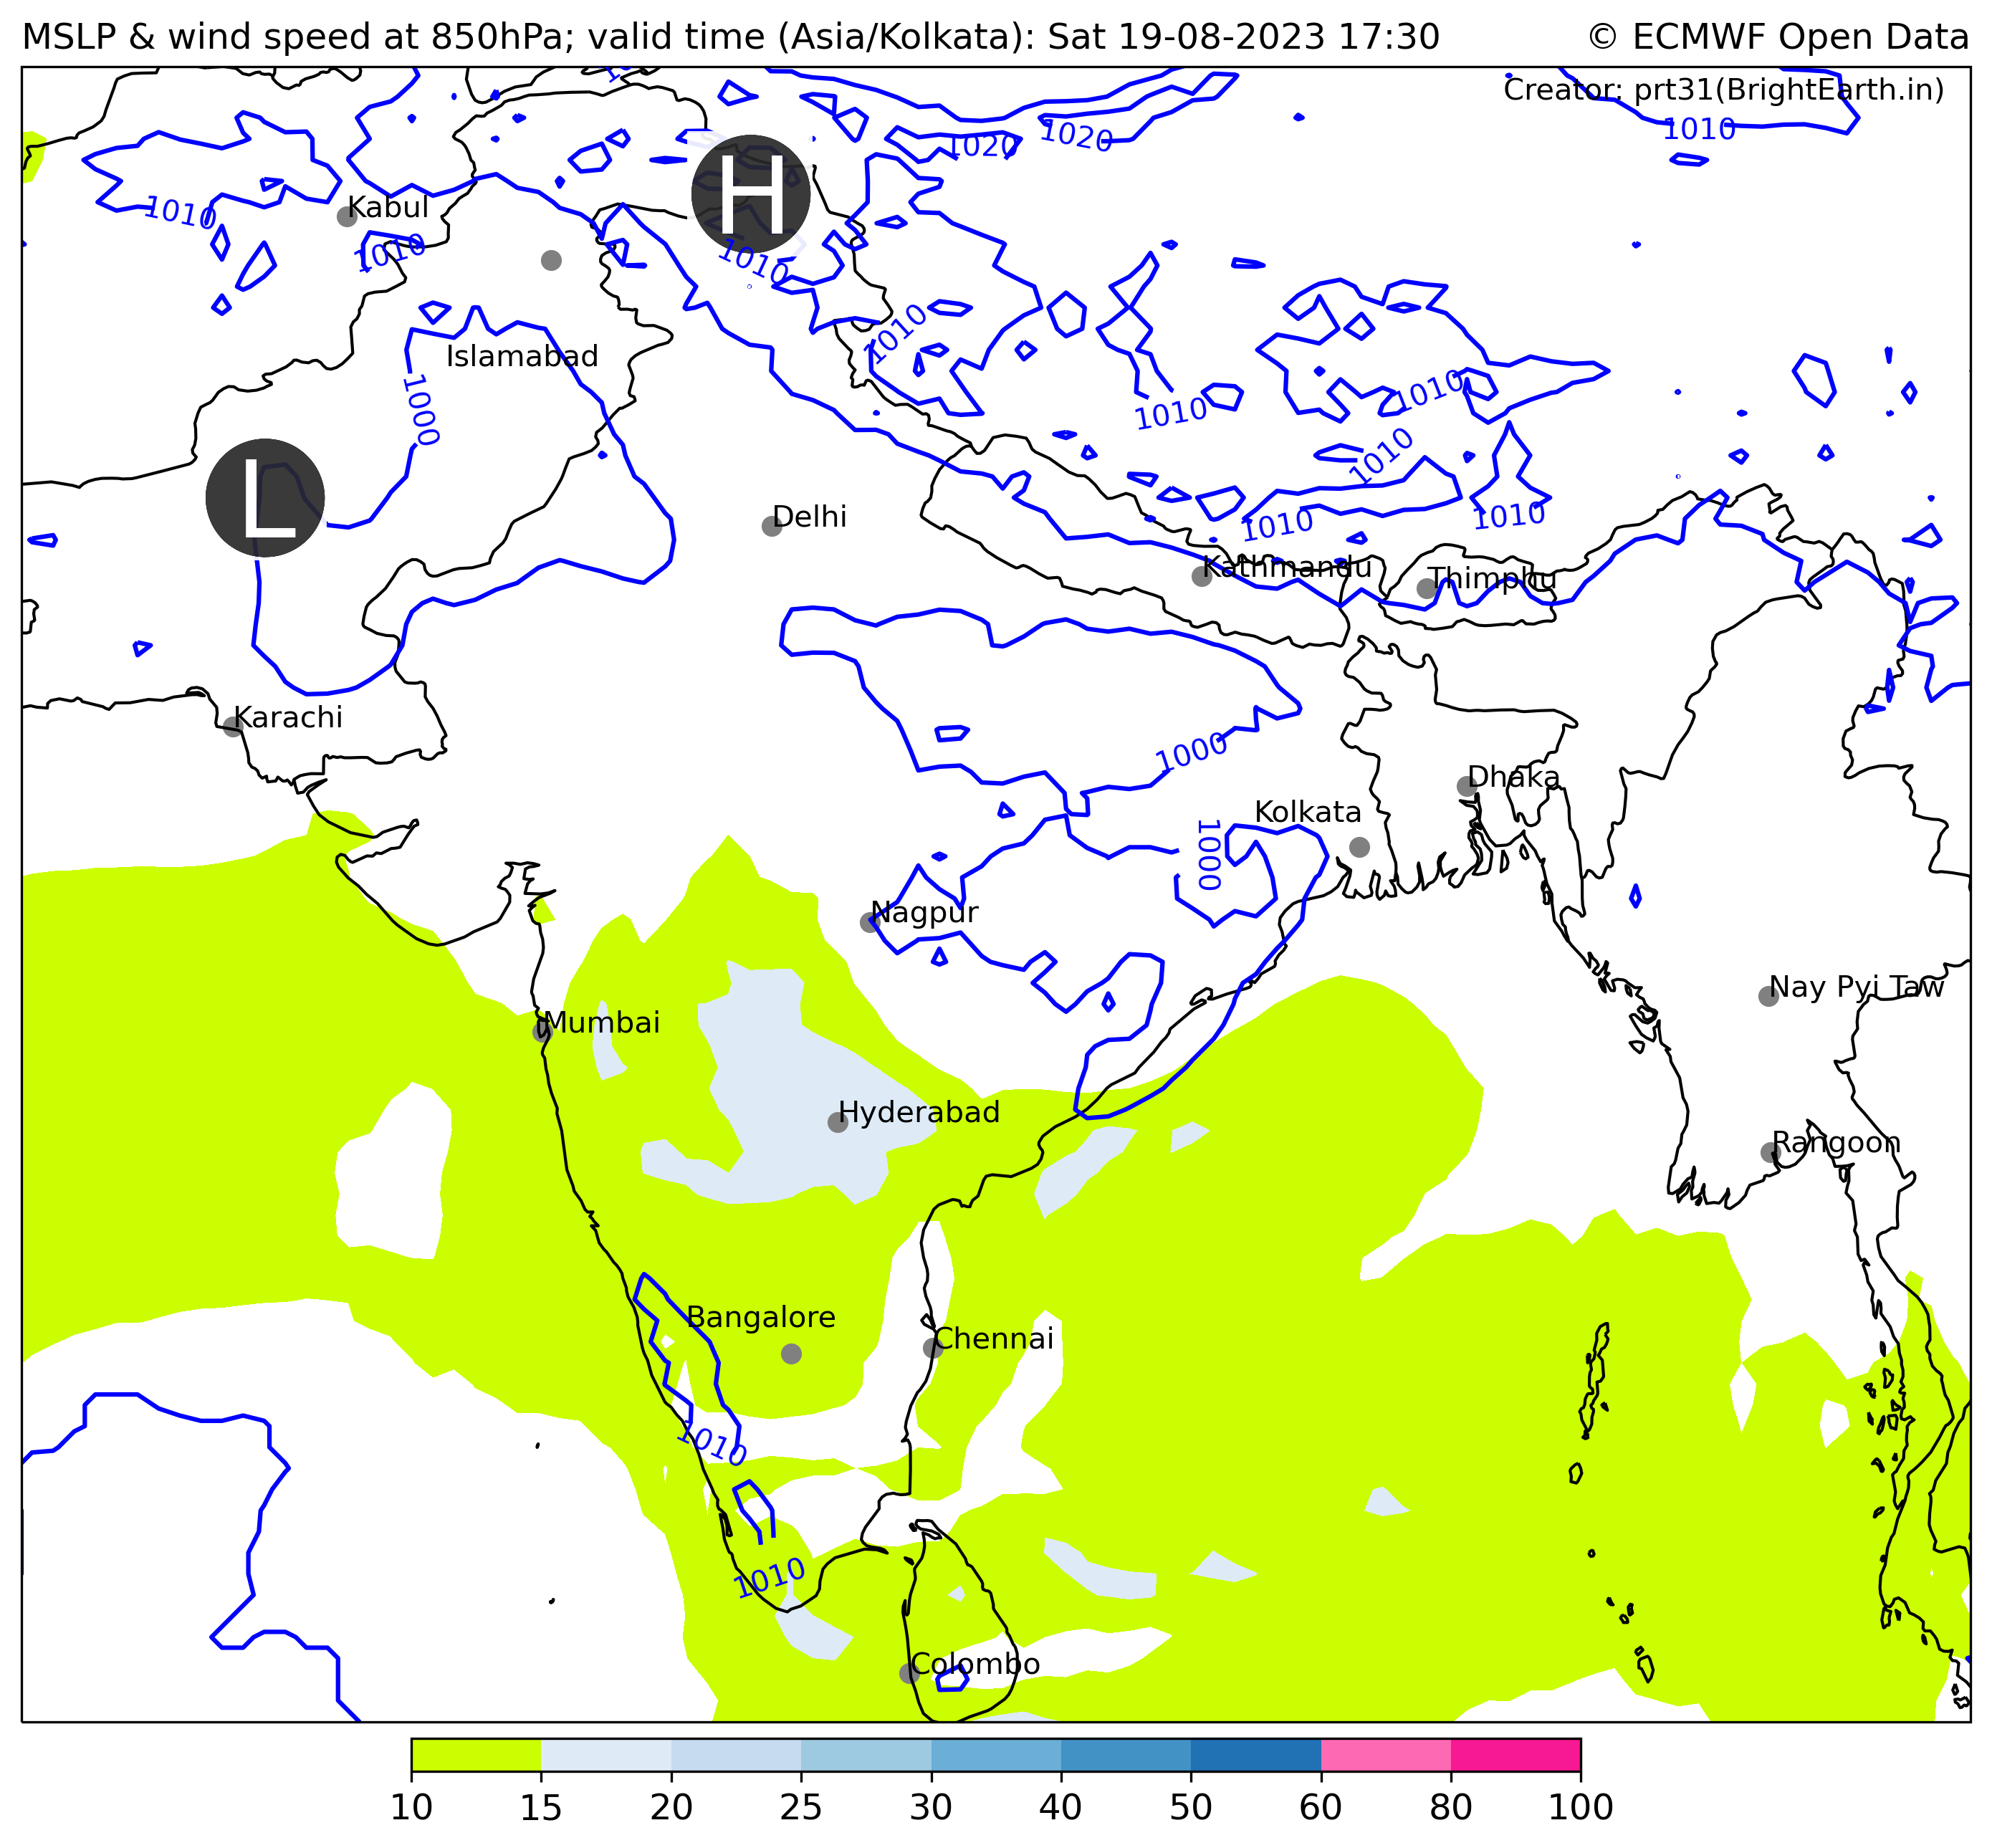 MSLP & wind speed at 850hPa; valid time (Asia/Kolkata): Sat 19-08-2023 17:30
© ECMWF Open Data
Creator: prt31(BrightEarth.in)
1010
1020
1020
H
1010
Kabul
1010
1010
1010
Islamabad
1000
1010
1010
1010
L
1010
1010
Delhi
Kathmandu
Thimphu
Karachi
1000
Dhaka
Kolkata
1000
Nagpur
Nay Pyi Taw
Mumbai
Hyderabad
Rangoon
Bangalore
Chennai
1010
1010
Colombo
10 15 20 25 30 40 50 60 80 100